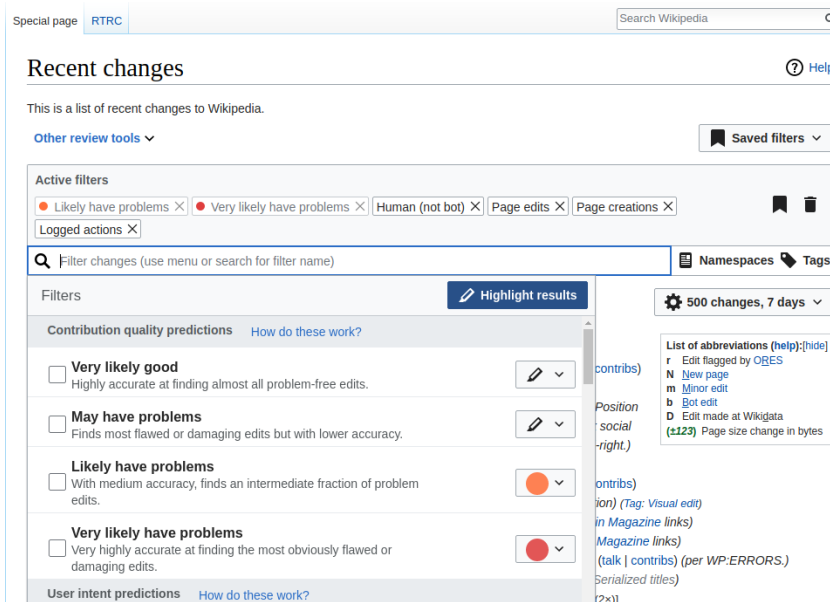 Special page RTRC Search Wikipedia
Recent changes Help
This is a list of recent changes to Wikipedia.
Other review tools Saved filters
Active filters
Likely have problems Very likely have problems Human (not bot) Page edits Page creations
Logged actions
Filter changes (use menu or search for filter name) Namespaces Tags
Filters Highlight results
500 changes, 7 days
Contribution quality predictions How do these work?
List of abbreviations (help):[hide]
r Edit flagged by ORES
N New page
m Minor edit
b Bot edit
D Edit made at Wikidata
(±123) Page size change in bytes
Very likely good
Highly accurate at finding almost all problem-free edits.
contribs)
May have problems
Finds most flawed or damaging edits but with lower accuracy.
Position
social
-right.)
Likely have problems
With medium accuracy, finds an intermediate fraction of problem
edits.
ontribs)
ion) (Tag: Visual edit)
in Magazine links)
Very likely have problems
Very highly accurate at finding the most obviously flawed or
damaging edits.
Magazine links)
(talk | contribs) (per WP:ERRORS.)
Serialized titles)
User intent predictions How do these work?
(2×)]